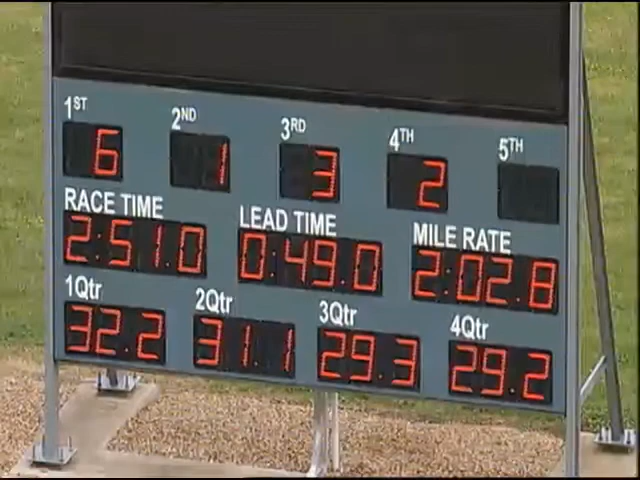 1ST 2ND 3RD 4TH 5TH
6 1 3 2
RACE TIME LEAD TIME MILE RATE
2:51.0 0:49.0 2:02.8
1Qtr 2Qtr 3Qtr 4Qtr
32.2 31.1 29.3 29.2